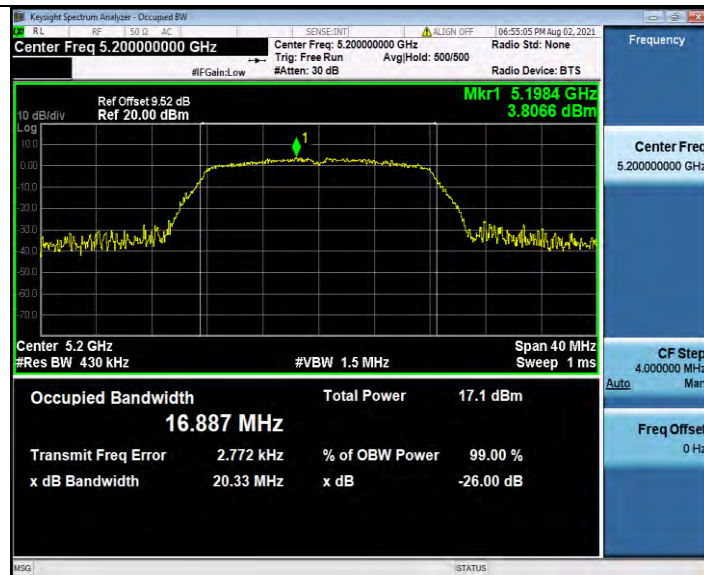 Keysight Spectrum Analyzer - Occupied BW
RL RF 50 Ω AC SENSE:INT ALIGN OFF 06:55:05 PM Aug 02, 2021
Center Freq 5.200000000 GHz
Center Freq: 5.200000000 GHz
Radio Std: None
Trig: Free Run
Avg|Hold: 500/500
#IFGain:Low
#Atten: 30 dB
Radio Device: BTS
Frequency
Mkr1 5.1984 GHz
3.8066 dBm
Ref Offset 9.52 dB
10 dB/div
Ref 20.00 dBm
Log
1
10.0
0.00
-10.0
-20.0
-30.0
-40.0
-50.0
-60.0
-70.0
Center 5.2 GHz
Span 40 MHz
#Res BW 430 kHz
#VBW 1.5 MHz
Sweep 1 ms
Center Freq
5.200000000 GHz
CF Step
4.000000 MHz
Auto Man
Freq Offset
0 Hz
Occupied Bandwidth
16.887 MHz
Total Power 17.1 dBm
Transmit Freq Error 2.772 kHz
% of OBW Power 99.00 %
x dB Bandwidth 20.33 MHz
x dB -26.00 dB
MSG
STATUS